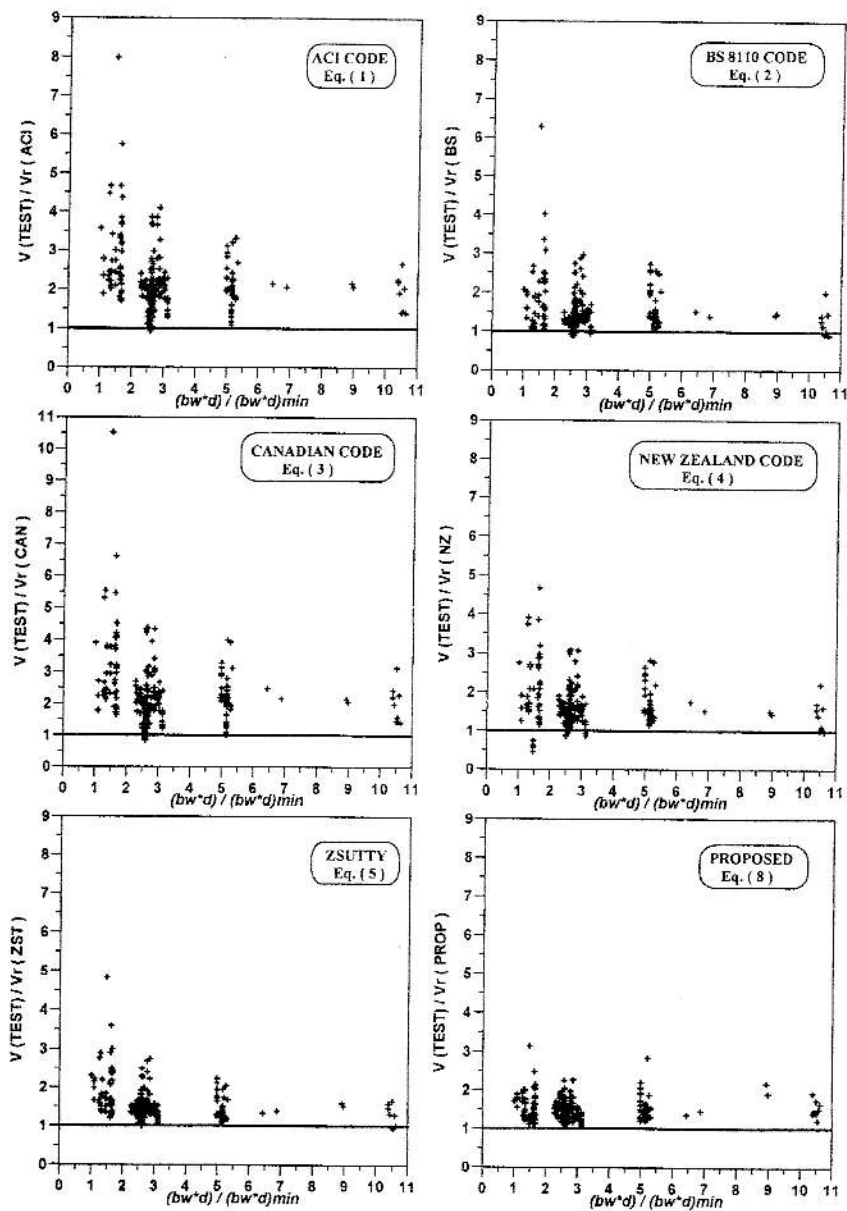 9
8
7
6
5
4
3
2
1
0
V (TEST) / Vr ( ACI )
ACI CODE
Eq. ( 1 )
0 1 2 3 4 5 6 7 8 9 10 11
(bw*d) / (bw*d)min
9
8
7
6
5
4
3
2
1
0
V (TEST) / Vr ( BS )
BS 8110 CODE
Eq. ( 2 )
0 1 2 3 4 5 6 7 8 9 10 11
(bw*d) / (bw*d)min
11
10
9
8
7
6
5
4
3
2
1
0
V (TEST) / Vr ( CAN )
CANADIAN CODE
Eq. ( 3 )
0 1 2 3 4 5 6 7 8 9 10 11
(bw*d) / (bw*d)min
9
8
7
6
5
4
3
2
1
0
V (TEST) / Vr ( NZ )
NEW ZEALAND CODE
Eq. ( 4 )
0 1 2 3 4 5 6 7 8 9 10 11
(bw*d) / (bw*d)min
9
8
7
6
5
4
3
2
1
0
V (TEST) / Vr ( ZST )
ZSUTTY
Eq. ( 5 )
0 1 2 3 4 5 6 7 8 9 10 11
(bw*d) / (bw*d)min
9
8
7
6
5
4
3
2
1
0
V (TEST) / Vr ( PROP )
PROPOSED
Eq. ( 8 )
0 1 2 3 4 5 6 7 8 9 10 11
(bw*d) / (bw*d)min